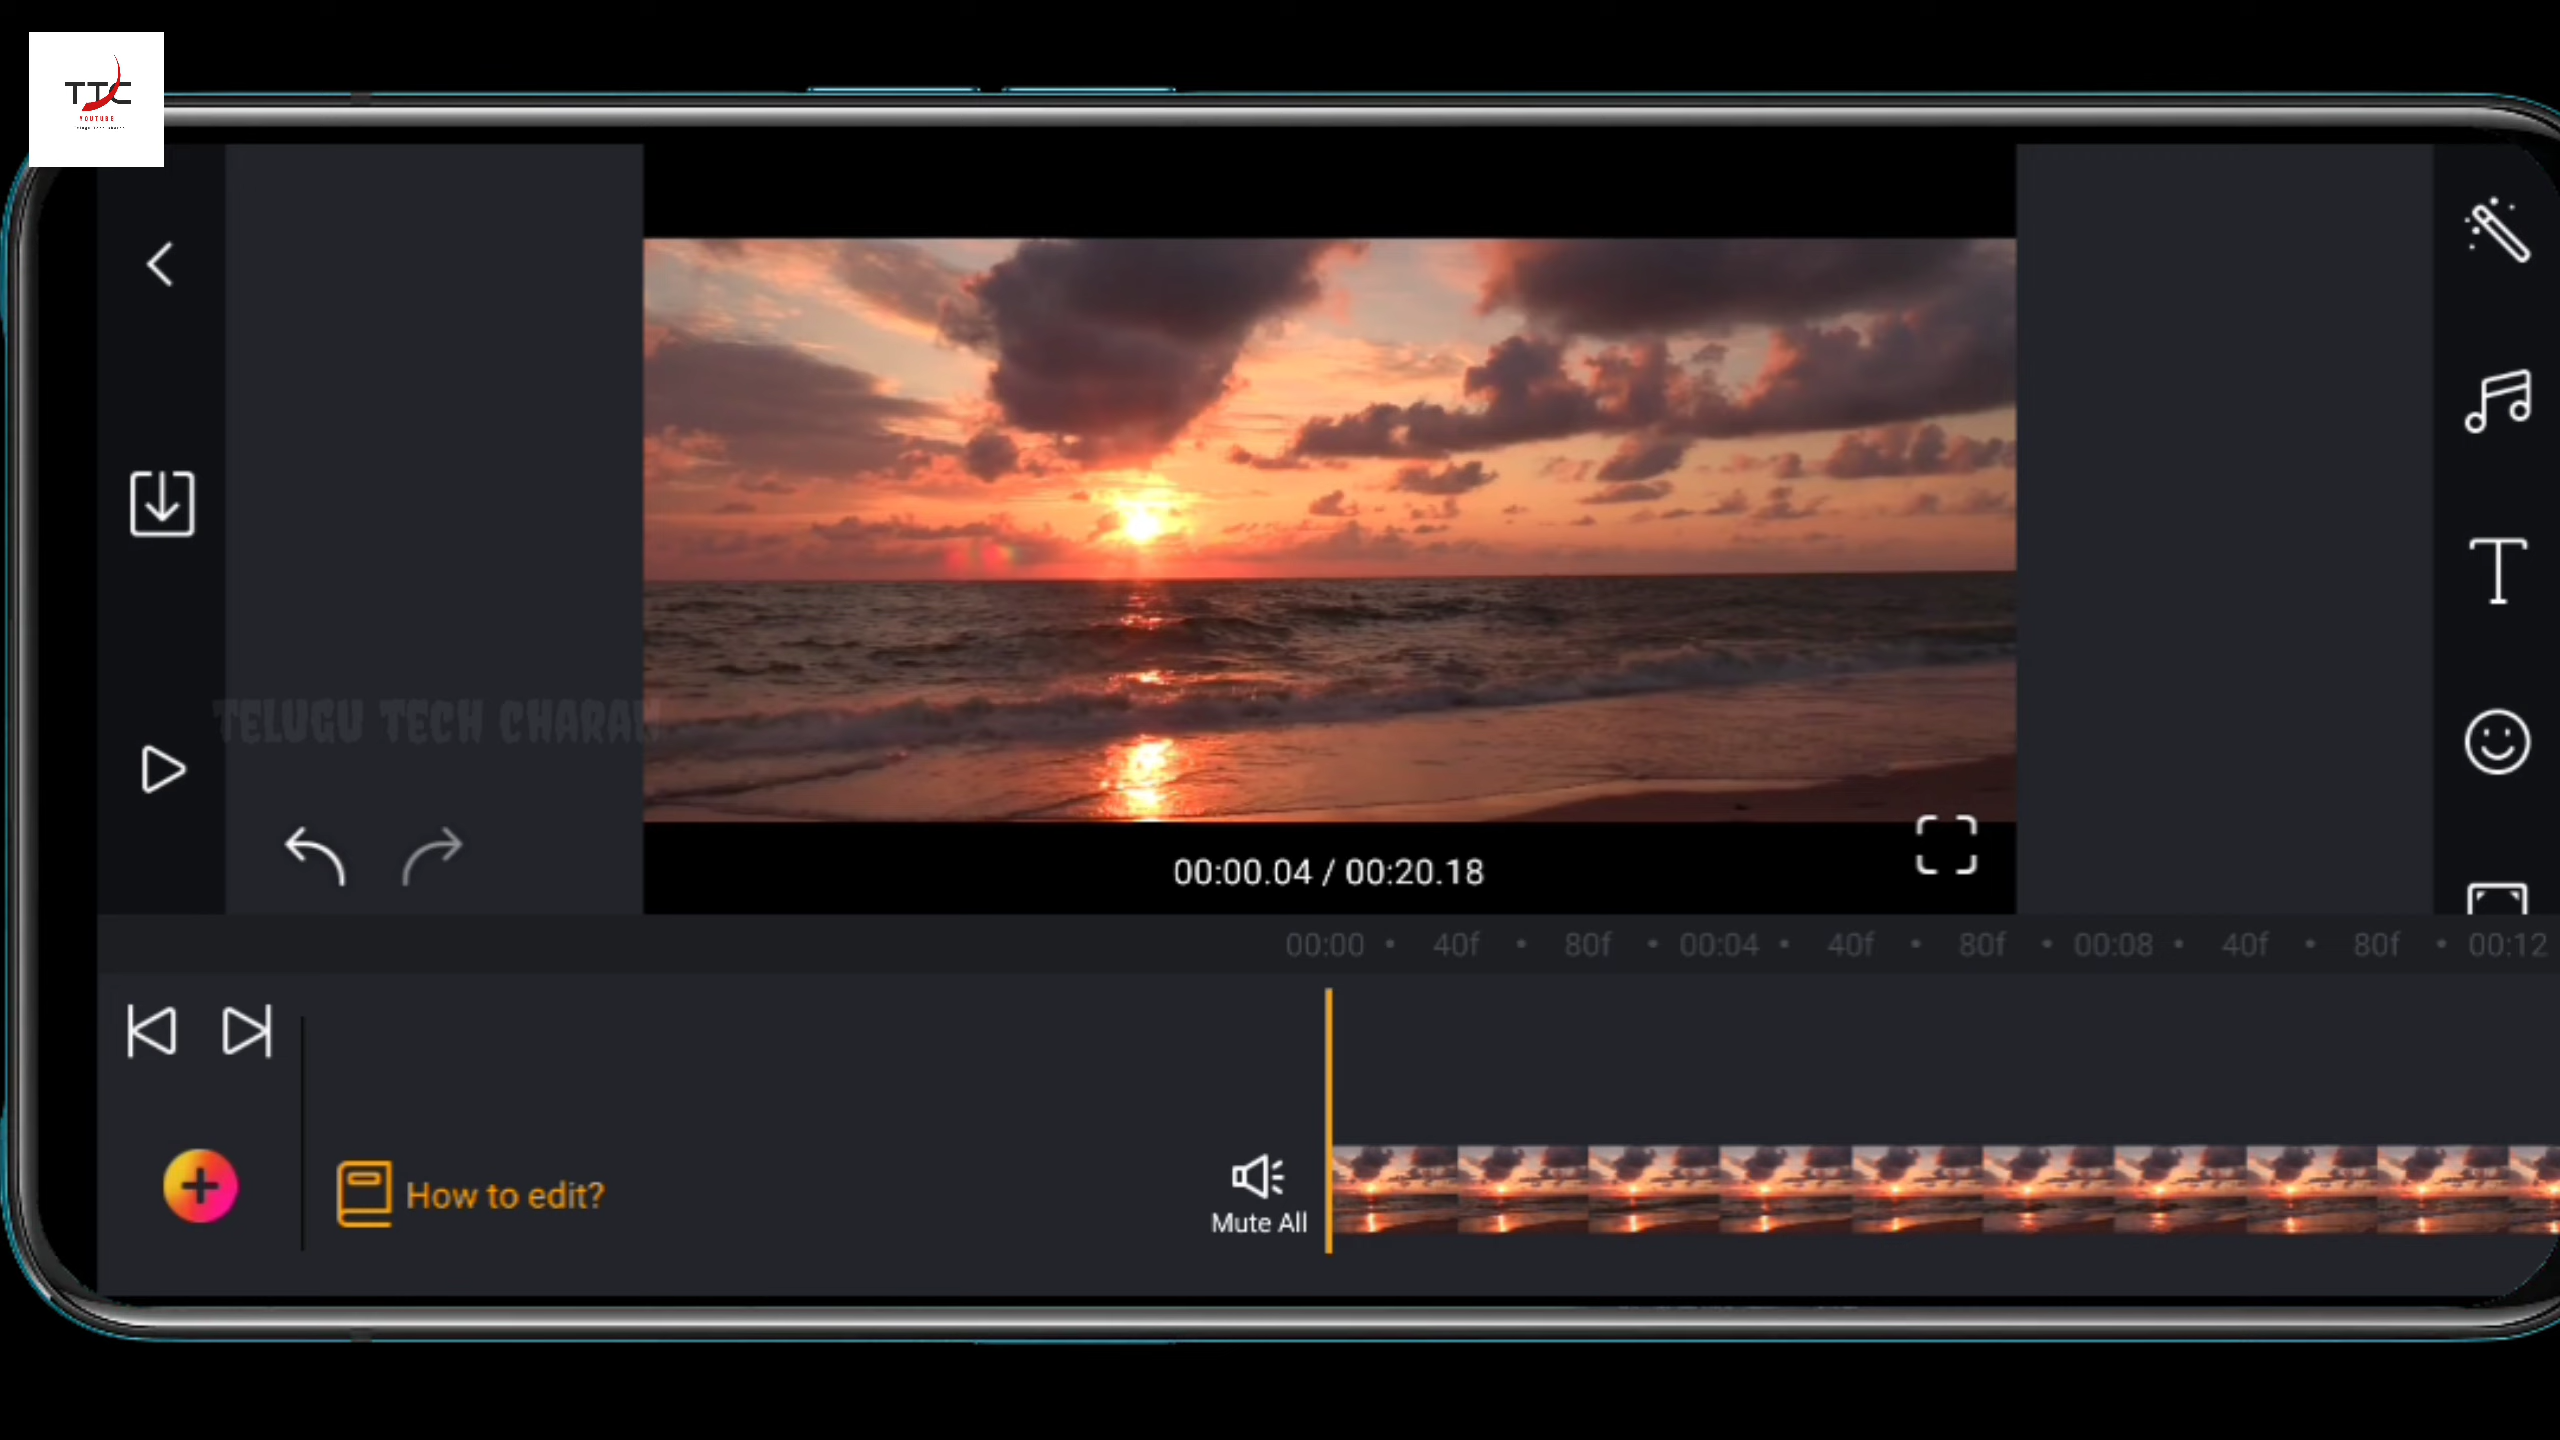 TTC
YOUTUBE
TELUGU TECH CHARAN
00:00.04 / 00:20.18
00:00 • 40f • 80f • 00:04 • 40f • 80f • 00:08 • 40f • 80f • 00:12
How to edit?
Mute All